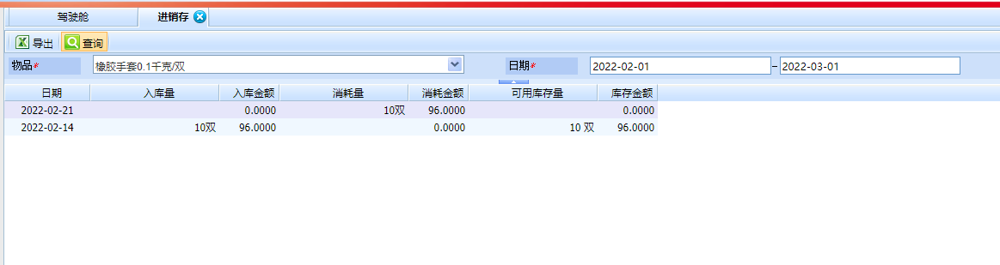 驾驶舱 进销存
导出 查询
物品* 橡胶手套0.1千克/双 日期* 2022-02-01 - 2022-03-01
日期 入库量 入库金额 消耗量 消耗金额 可用库存量 库存金额
2022-02-21 0.0000 10双 96.0000 0.0000
2022-02-14 10双 96.0000 0.0000 10 双 96.0000